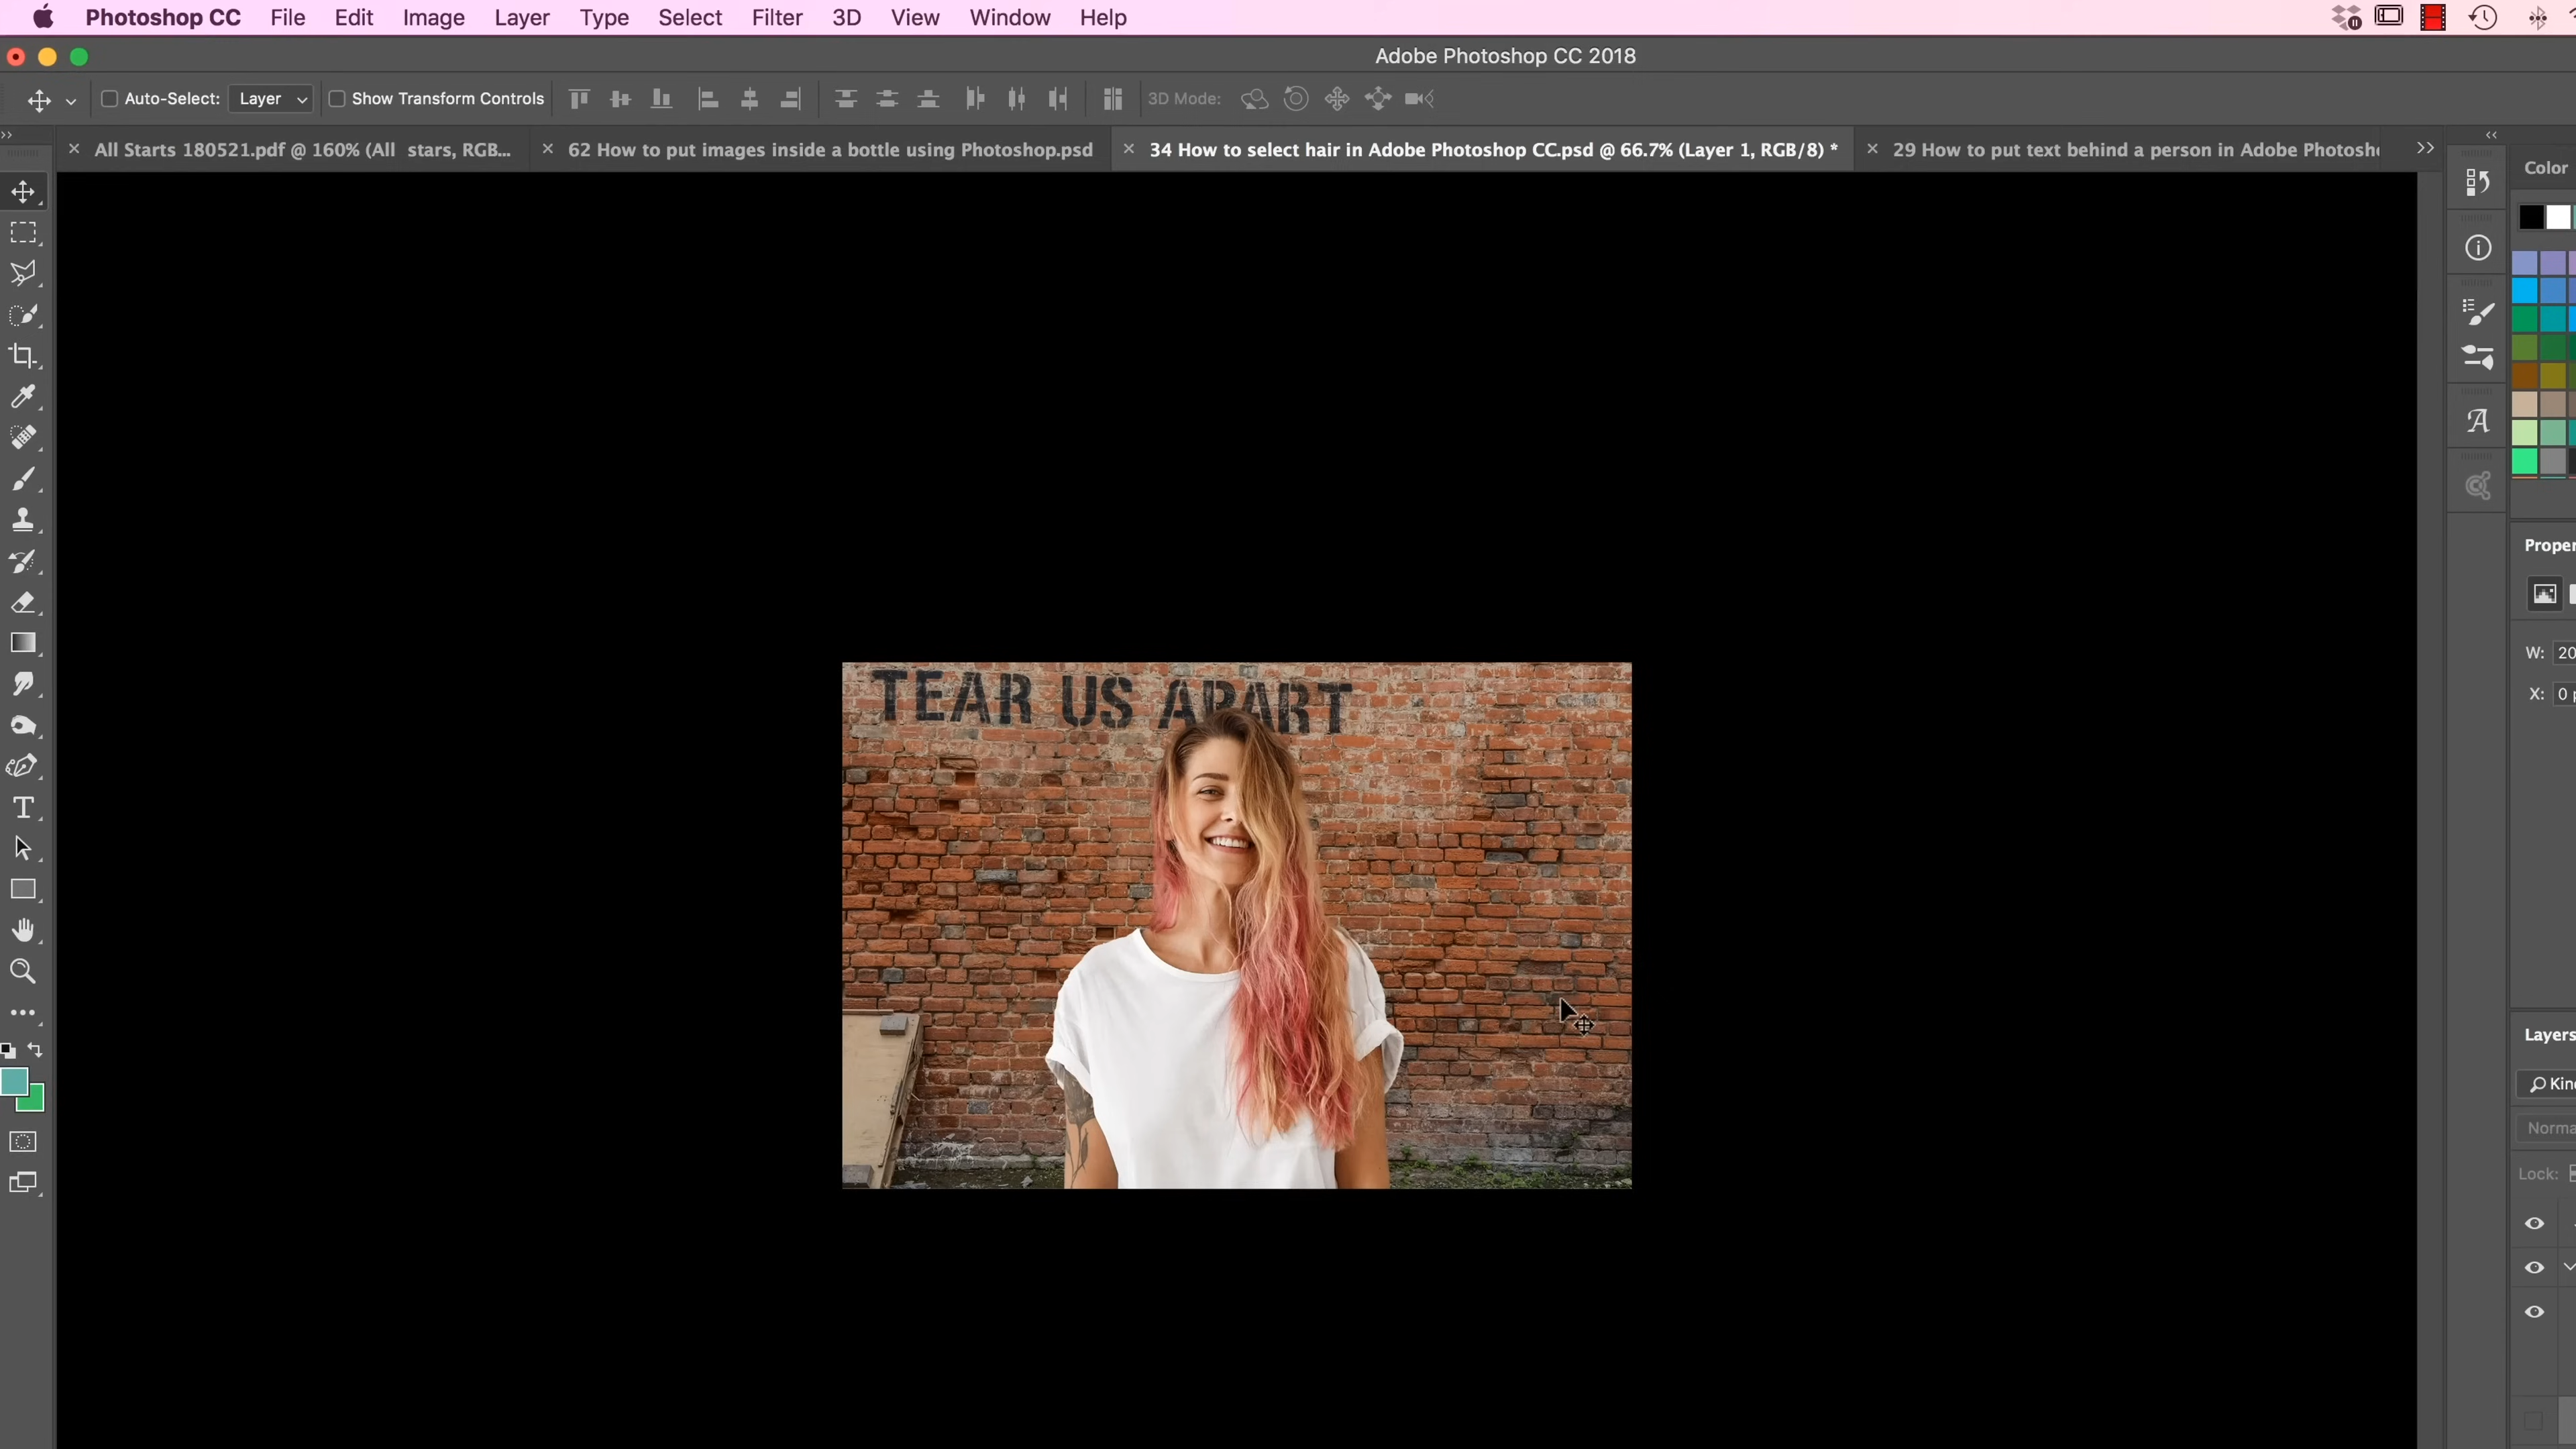 Photoshop CC File Edit Image Layer Type Select Filter 3D View Window Help
Adobe Photoshop CC 2018
Auto-Select: Layer Show Transform Controls 3D Mode:
All Starts 180521.pdf @ 160% (All stars, RGB...
62 How to put images inside a bottle using Photoshop.psd
34 How to select hair in Adobe Photoshop CC.psd @ 66.7% (Layer 1, RGB/8) *
29 How to put text behind a person in Adobe Photosh
Color
Proper
W: 20
X: 0 p
TEAR US APART
Layers
Kin
Norma
Lock: